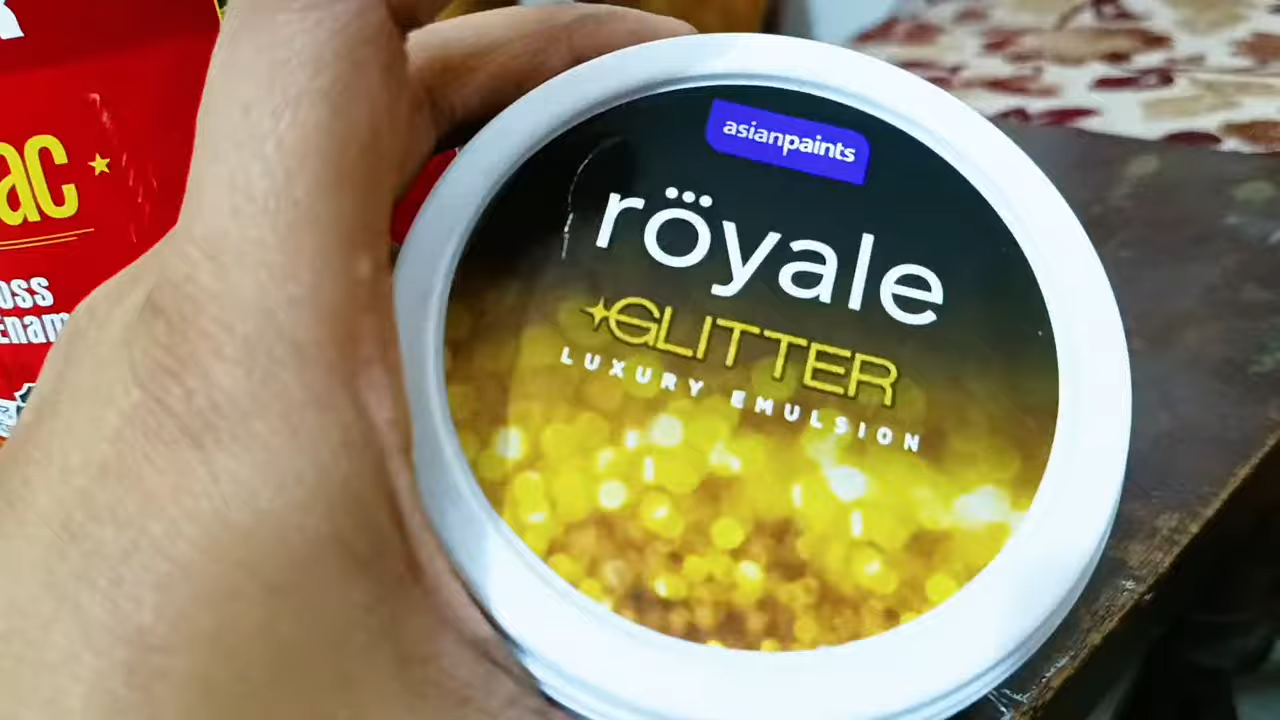 asianpaints
röyale
GLITTER
LUXURY EMULSION
ac
oss
Enam